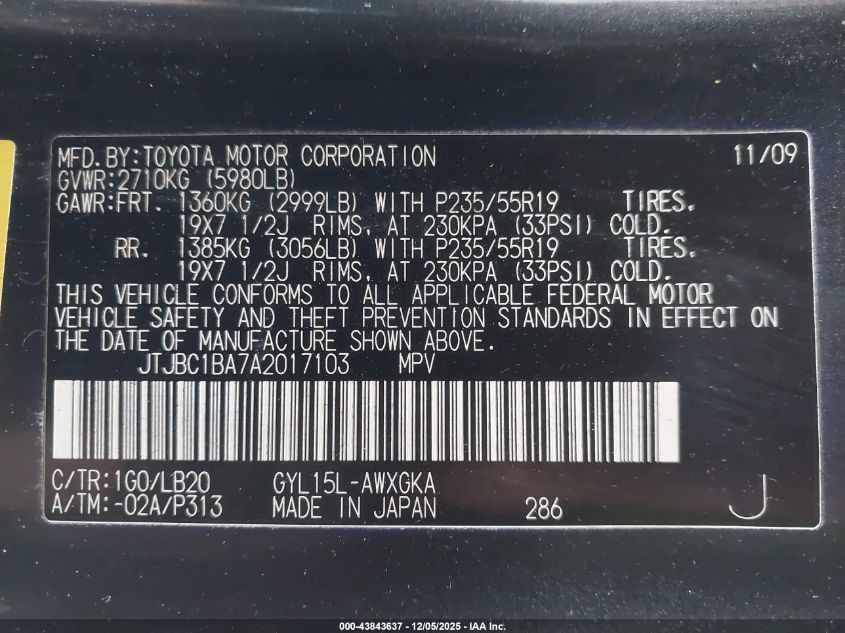 MFD.BY:TOYOTA MOTOR CORPORATION 11/09
GVWR:2710KG (5980LB)
GAWR:FRT. 1360KG (2999LB) WITH P235/55R19 TIRES,
19X7 1/2J RIMS, AT 230KPA (33PSI) COLD.
RR. 1385KG (3056LB) WITH P235/55R19 TIRES,
19X7 1/2J RIMS, AT 230KPA (33PSI) COLD.
THIS VEHICLE CONFORMS TO ALL APPLICABLE FEDERAL MOTOR
VEHICLE SAFETY AND THEFT PREVENTION STANDARDS IN EFFECT ON
THE DATE OF MANUFACTURE SHOWN ABOVE.
JTJBC1BA7A2017103 MPV
C/TR:1G0/LB20 GYL15L-AWXGKA
A/TM:-02A/P313 MADE IN JAPAN 286 J
000-43843637 - 12/05/2025 - IAA Inc.